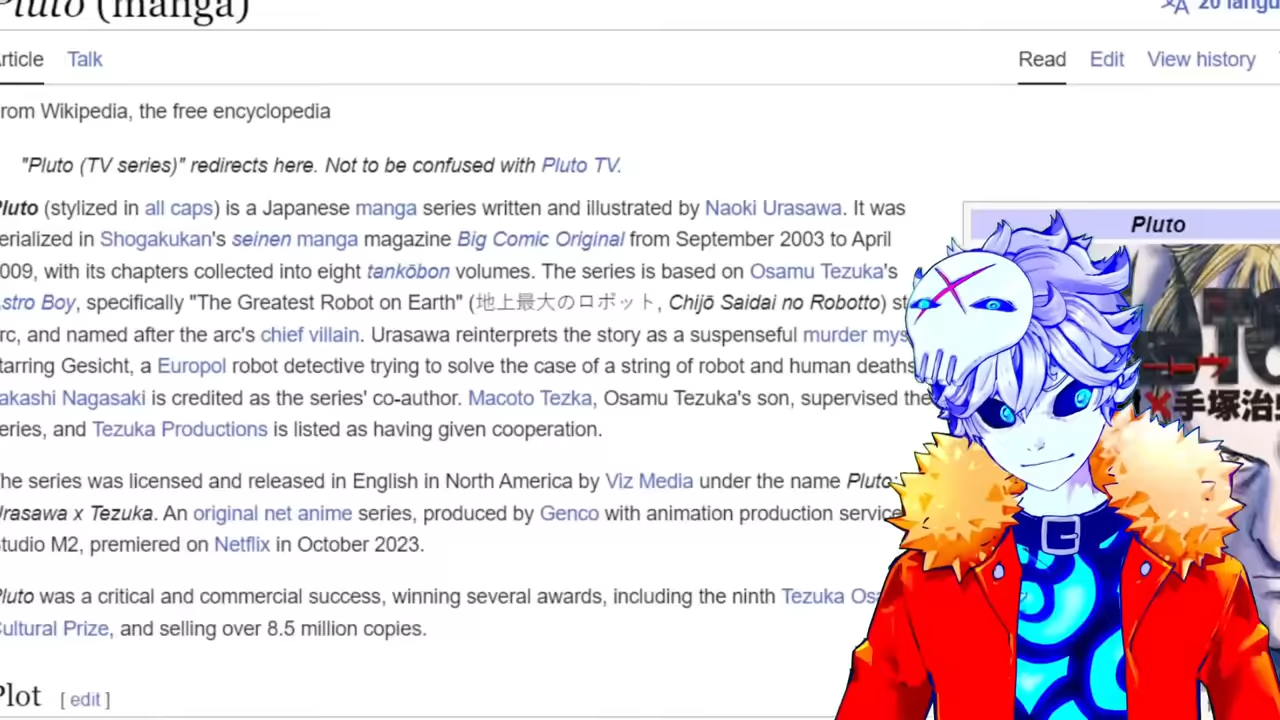 Pluto (manga)
20 langu
rticle Talk Read Edit View history
rom Wikipedia, the free encyclopedia
"Pluto (TV series)" redirects here. Not to be confused with Pluto TV.
luto (stylized in all caps) is a Japanese manga series written and illustrated by Naoki Urasawa. It was
erialized in Shogakukan's seinen manga magazine Big Comic Original from September 2003 to April
009, with its chapters collected into eight tankōbon volumes. The series is based on Osamu Tezuka's
stro Boy, specifically "The Greatest Robot on Earth" (地上最大のロボット, Chijō Saidai no Robotto) st
rc, and named after the arc's chief villain. Urasawa reinterprets the story as a suspenseful murder mys
tarring Gesicht, a Europol robot detective trying to solve the case of a string of robot and human deaths
akashi Nagasaki is credited as the series' co-author. Macoto Tezka, Osamu Tezuka's son, supervised the
eries, and Tezuka Productions is listed as having given cooperation.
he series was licensed and released in English in North America by Viz Media under the name Pluto:
Urasawa x Tezuka. An original net anime series, produced by Genco with animation production service
tudio M2, premiered on Netflix in October 2023.
luto was a critical and commercial success, winning several awards, including the ninth Tezuka Osa
Cultural Prize, and selling over 8.5 million copies.
Plot [ edit ]
Pluto
手塚治虫